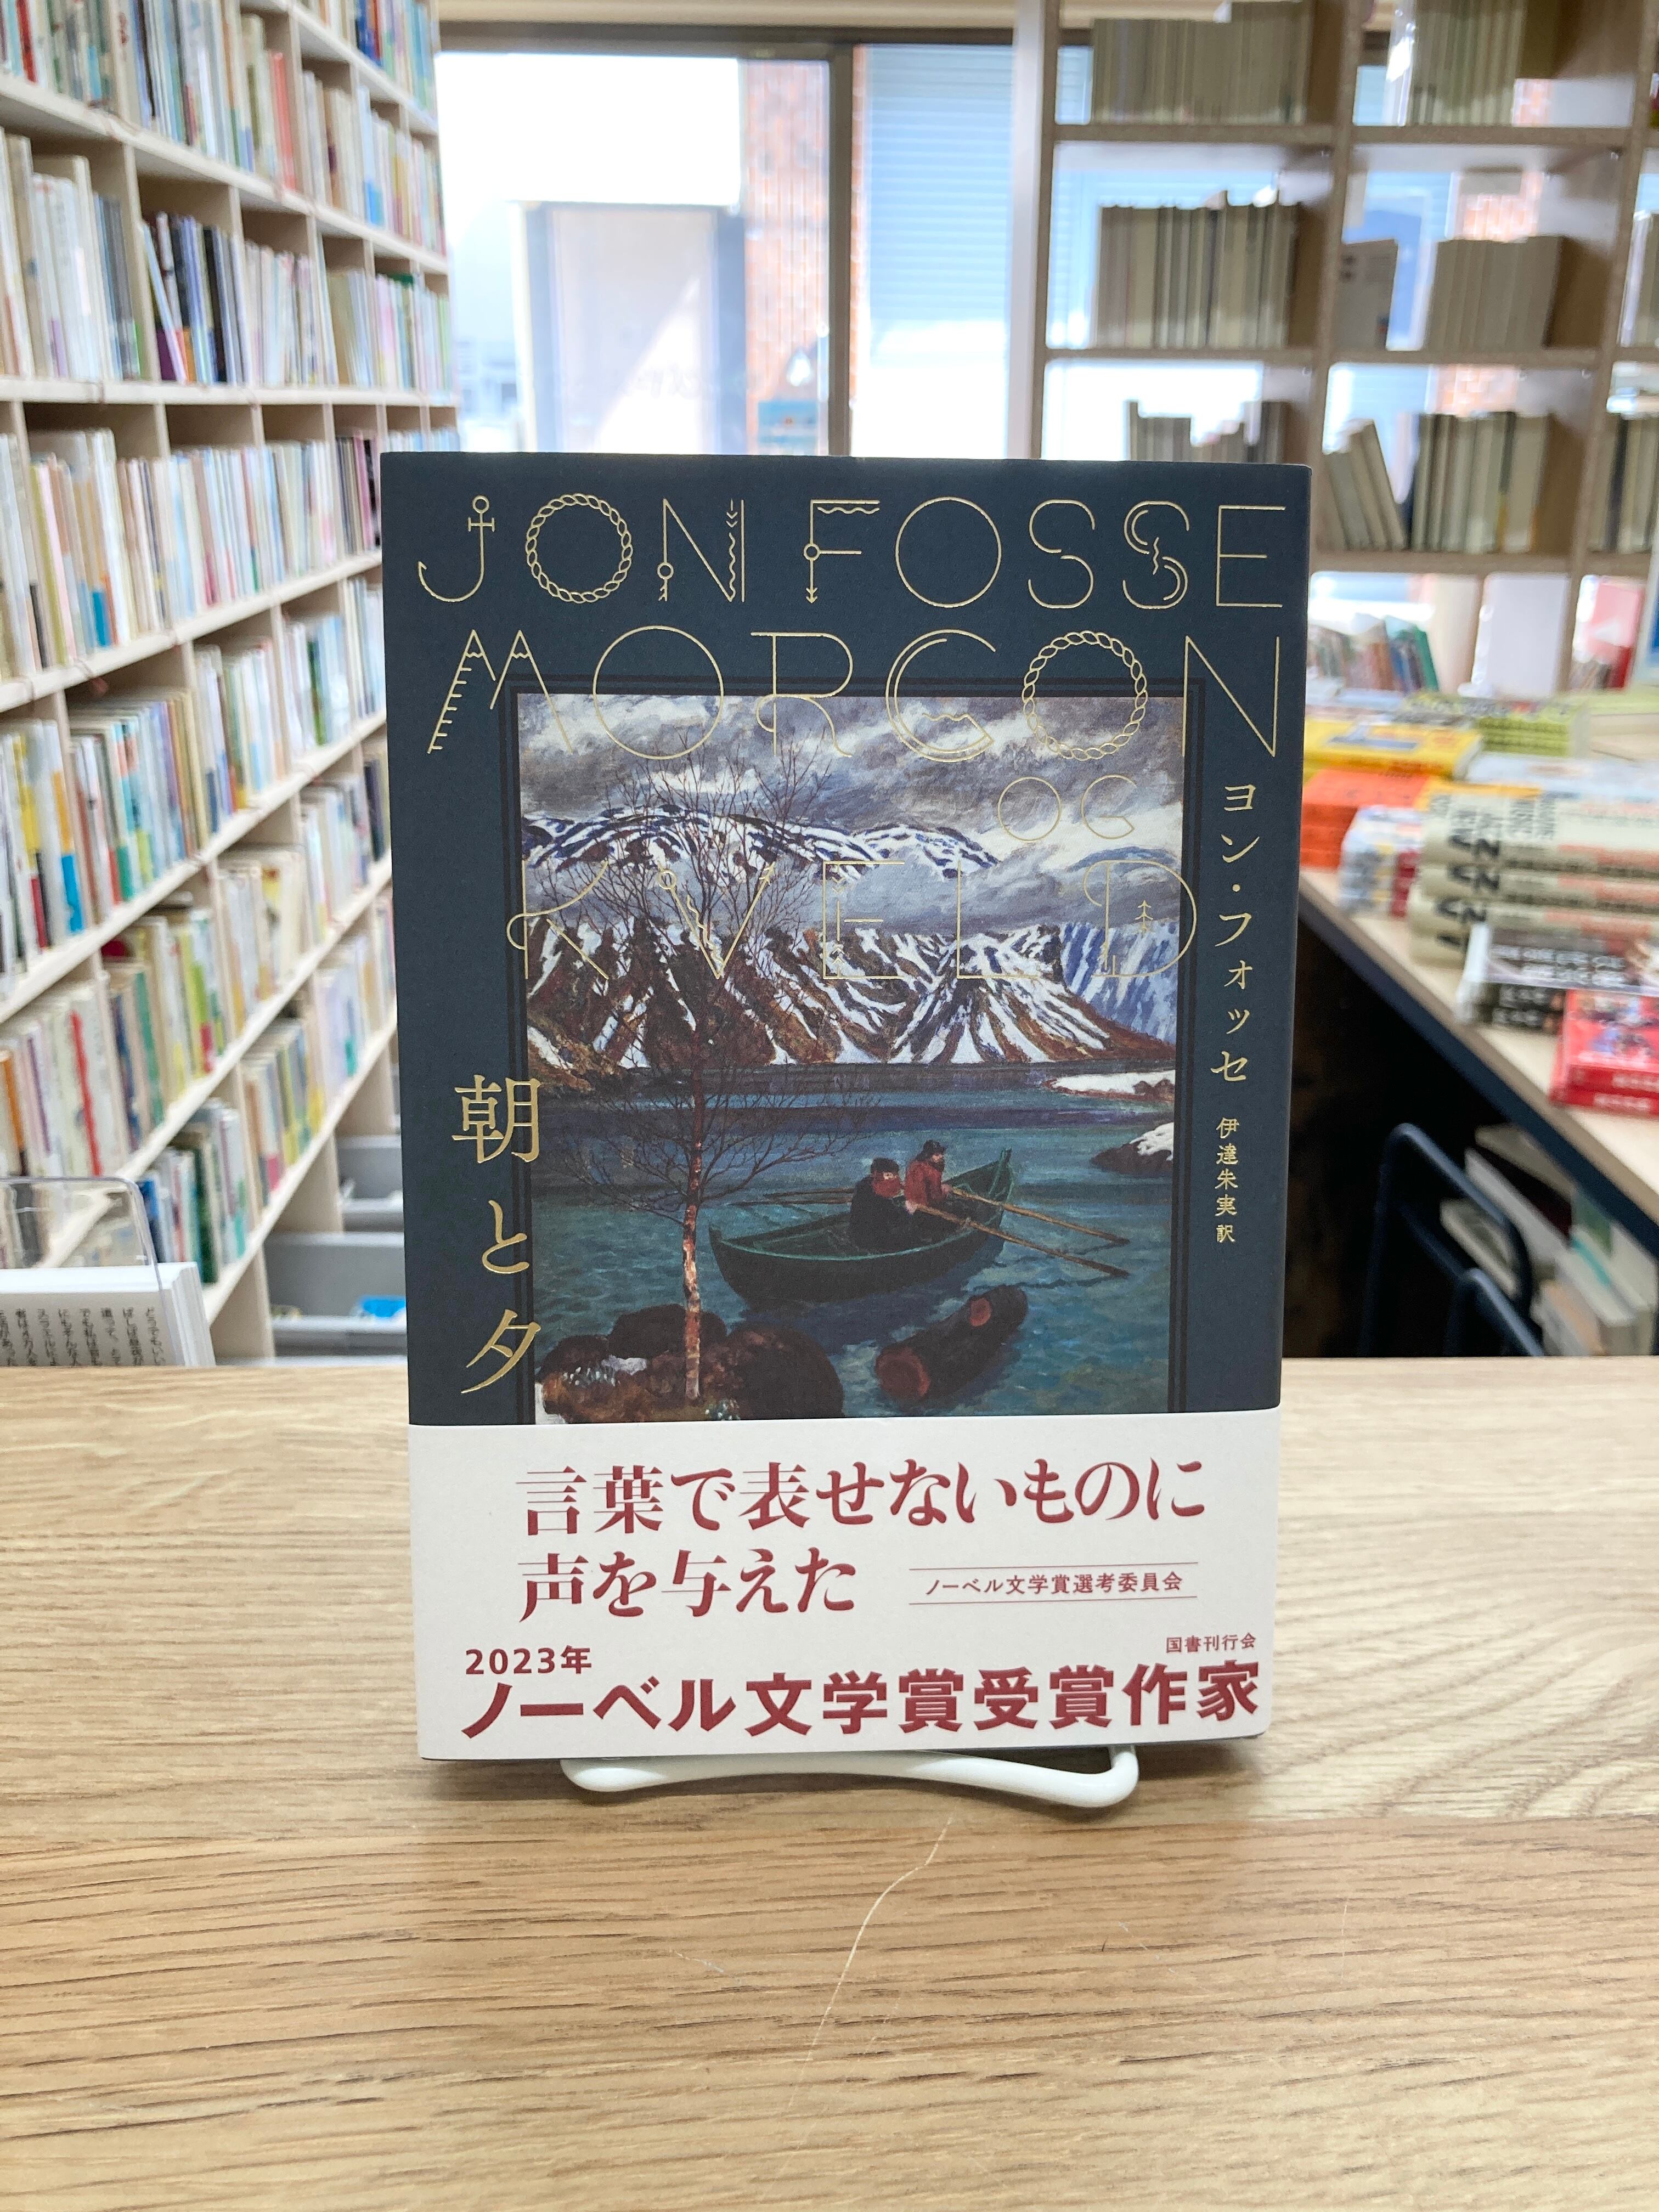 JON FOSSE
MORGON
OG
KVELD
ヨン・フォッセ
伊達朱実 訳
朝と夕
言葉で表せないものに
声を与えた
ノーベル文学賞選考委員会
国書刊行会
2023年
ノーベル文学賞受賞作家